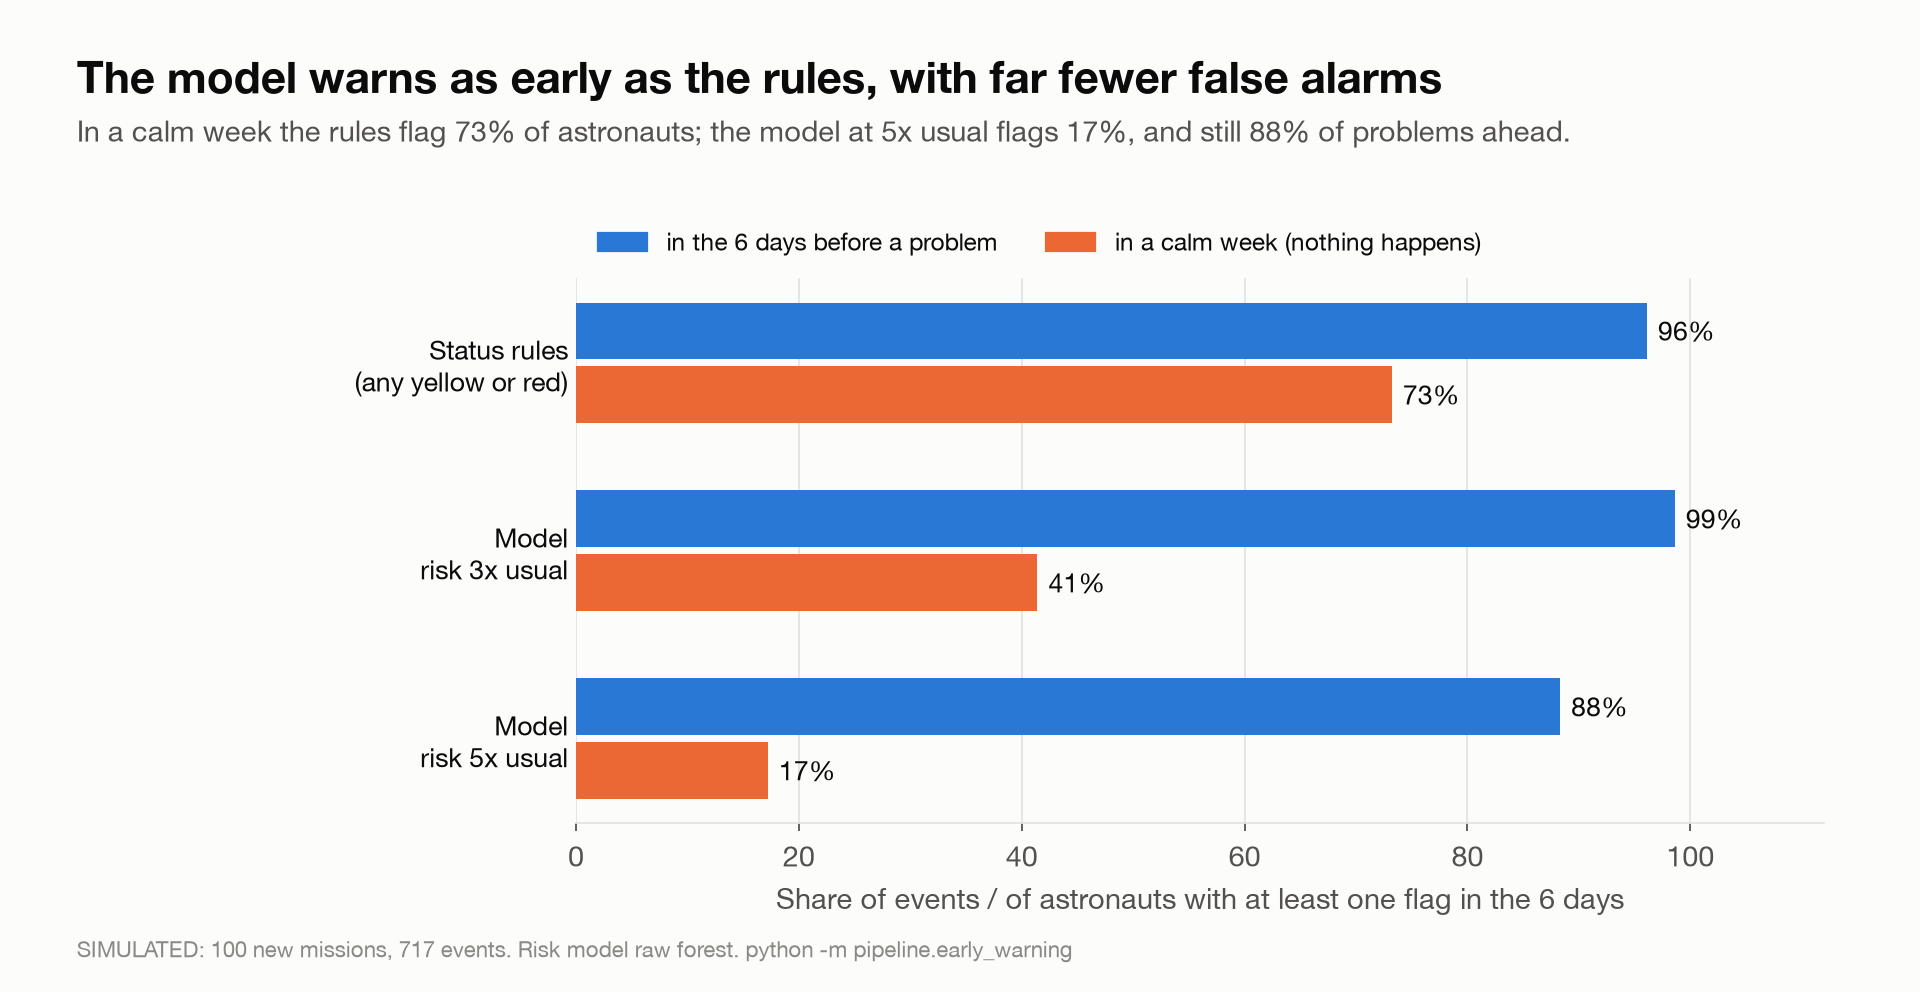 The model warns as early as the rules, with far fewer false alarms
In a calm week the rules flag 73% of astronauts; the model at 5x usual flags 17%, and still 88% of problems ahead.
in the 6 days before a problem
in a calm week (nothing happens)
Status rules
(any yellow or red)
96%
73%
Model
risk 3x usual
99%
41%
Model
risk 5x usual
88%
17%
0 20 40 60 80 100
Share of events / of astronauts with at least one flag in the 6 days
SIMULATED: 100 new missions, 717 events. Risk model raw forest. python -m pipeline.early_warning